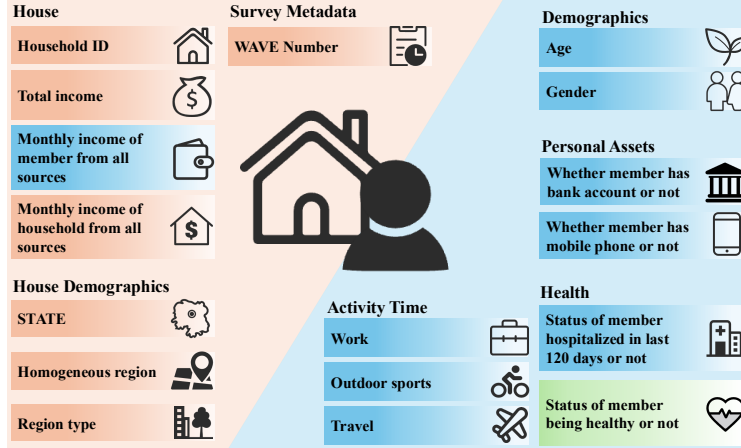 House
Household ID
Total income
Monthly income of
member from all
sources
Monthly income of
household from all
sources
House Demographics
STATE
Homogeneous region
Region type
Survey Metadata
WAVE Number
Activity Time
Work
Outdoor sports
Travel
Demographics
Age
Gender
Personal Assets
Whether member has
bank account or not
Whether member has
mobile phone or not
Health
Status of member
hospitalized in last
120 days or not
Status of member
being healthy or not